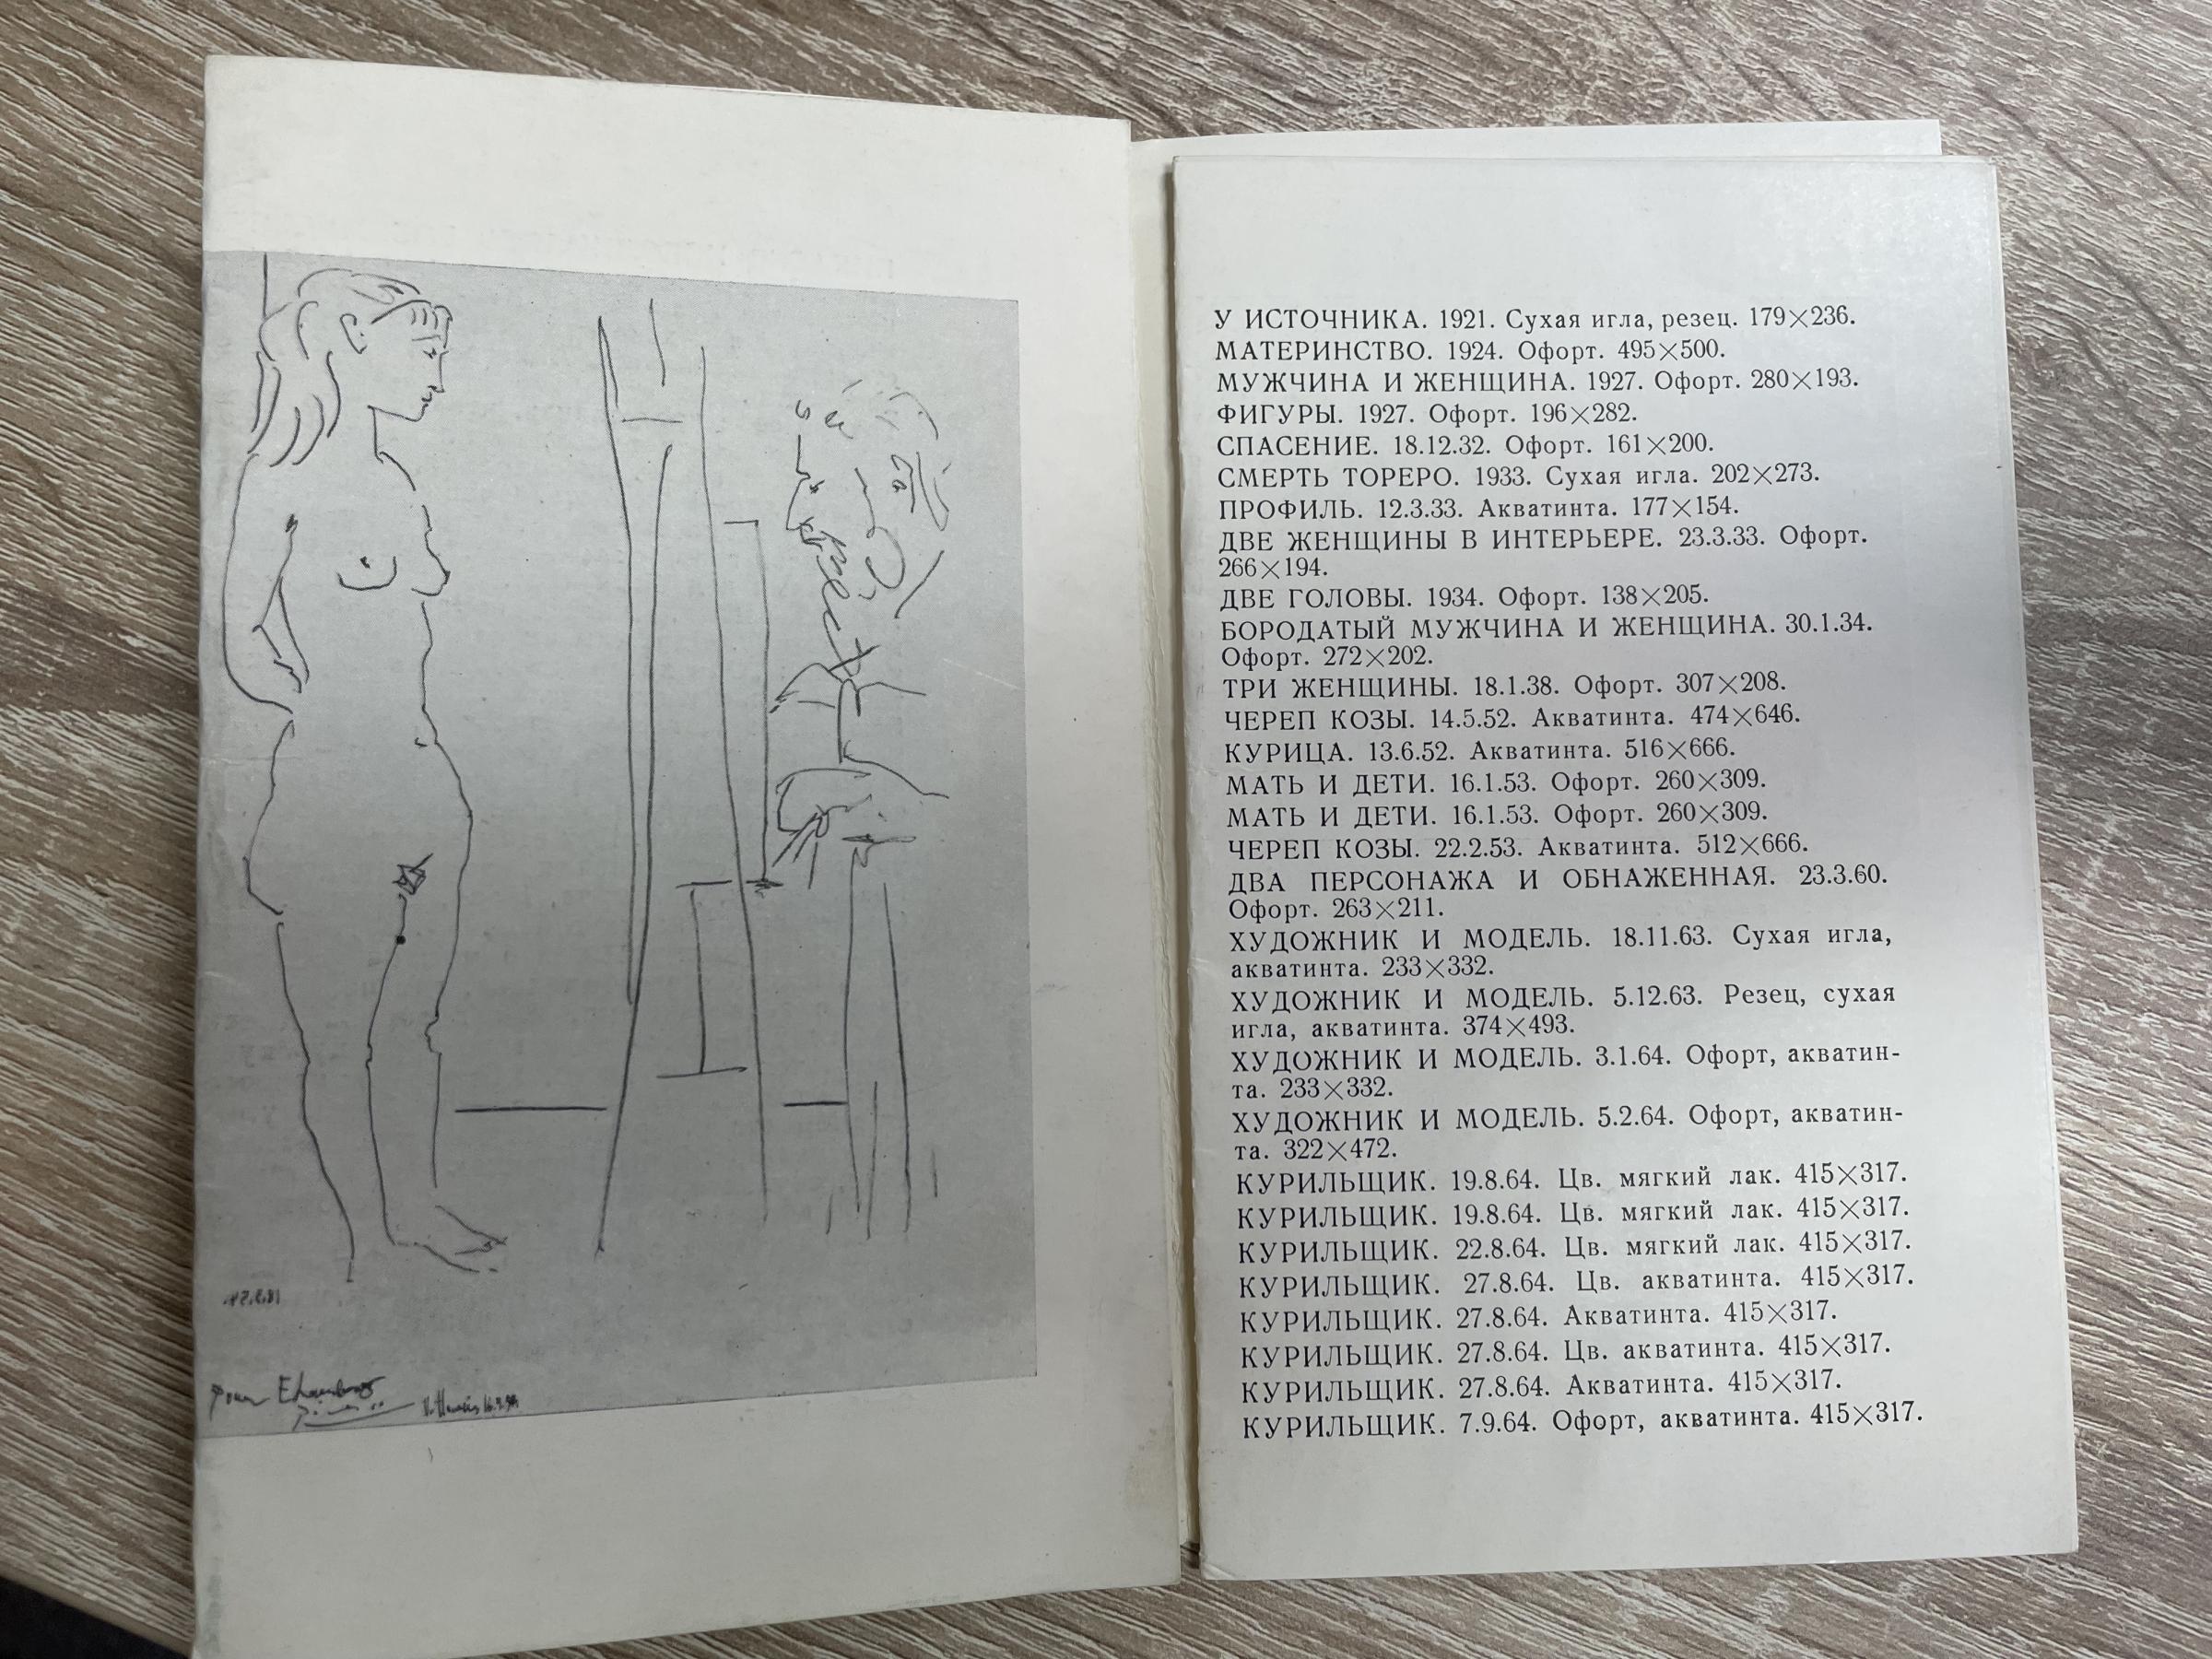 18.3.54.
Pour Ehrenbourg
Picasso
У ИСТОЧНИКА. 1921. Сухая игла, резец. 179×236.
МАТЕРИНСТВО. 1924. Офорт. 495×500.
МУЖЧИНА И ЖЕНЩИНА. 1927. Офорт. 280×193.
ФИГУРЫ. 1927. Офорт. 196×282.
СПАСЕНИЕ. 18.12.32. Офорт. 161×200.
СМЕРТЬ ТОРЕРО. 1933. Сухая игла. 202×273.
ПРОФИЛЬ. 12.3.33. Акватинта. 177×154.
ДВЕ ЖЕНЩИНЫ В ИНТЕРЬЕРЕ. 23.3.33. Офорт.
266×194.
ДВЕ ГОЛОВЫ. 1934. Офорт. 138×205.
БОРОДАТЫЙ МУЖЧИНА И ЖЕНЩИНА. 30.1.34.
Офорт. 272×202.
ТРИ ЖЕНЩИНЫ. 18.1.38. Офорт. 307×208.
ЧЕРЕП КОЗЫ. 14.5.52. Акватинта. 474×646.
КУРИЦА. 13.6.52. Акватинта. 516×666.
МАТЬ И ДЕТИ. 16.1.53. Офорт. 260×309.
МАТЬ И ДЕТИ. 16.1.53. Офорт. 260×309.
ЧЕРЕП КОЗЫ. 22.2.53. Акватинта. 512×666.
ДВА ПЕРСОНАЖА И ОБНАЖЕННАЯ. 23.3.60.
Офорт. 263×211.
ХУДОЖНИК И МОДЕЛЬ. 18.11.63. Сухая игла,
акватинта. 233×332.
ХУДОЖНИК И МОДЕЛЬ. 5.12.63. Резец, сухая
игла, акватинта. 374×493.
ХУДОЖНИК И МОДЕЛЬ. 3.1.64. Офорт, акватин-
та. 233×332.
ХУДОЖНИК И МОДЕЛЬ. 5.2.64. Офорт, акватин-
та. 322×472.
КУРИЛЬЩИК. 19.8.64. Цв. мягкий лак. 415×317.
КУРИЛЬЩИК. 19.8.64. Цв. мягкий лак. 415×317.
КУРИЛЬЩИК. 22.8.64. Цв. мягкий лак. 415×317.
КУРИЛЬЩИК. 27.8.64. Цв. акватинта. 415×317.
КУРИЛЬЩИК. 27.8.64. Акватинта. 415×317.
КУРИЛЬЩИК. 27.8.64. Цв. акватинта. 415×317.
КУРИЛЬЩИК. 27.8.64. Акватинта. 415×317.
КУРИЛЬЩИК. 7.9.64. Офорт, акватинта. 415×317.